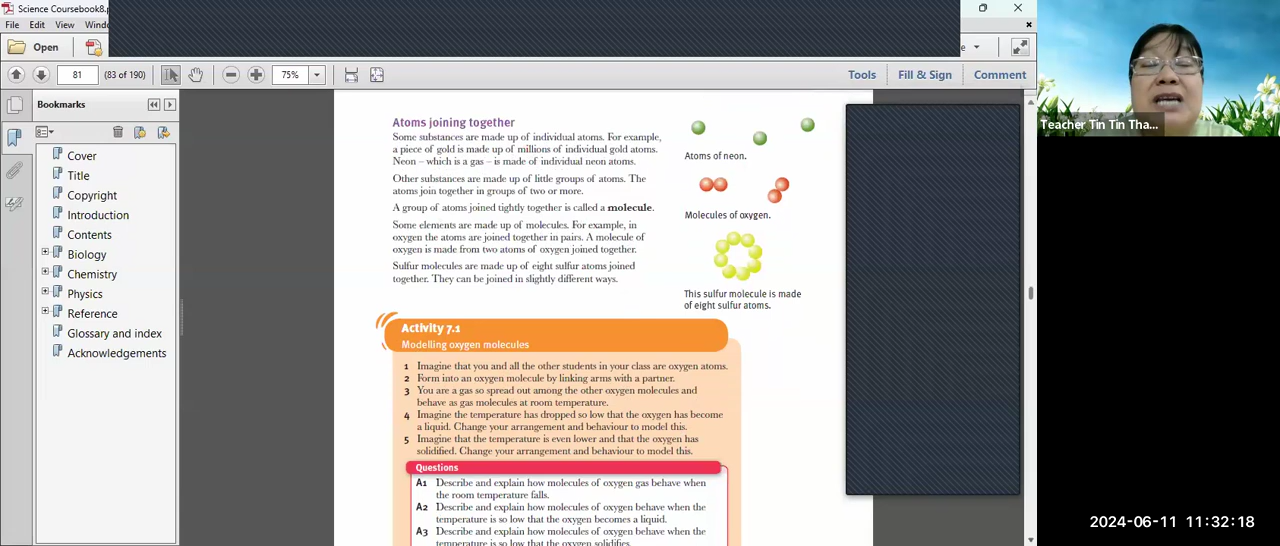 Science Coursebook8.p
File Edit View Windo
Open
81 (83 of 190) 75% Tools Fill & Sign Comment
Bookmarks
Cover
Title
Copyright
Introduction
Contents
Biology
Chemistry
Physics
Reference
Glossary and index
Acknowledgements
Atoms joining together
Some substances are made up of individual atoms. For example,
a piece of gold is made up of millions of individual gold atoms.
Neon – which is a gas – is made of individual neon atoms.
Other substances are made up of little groups of atoms. The
atoms join together in groups of two or more.
A group of atoms joined tightly together is called a molecule.
Some elements are made up of molecules. For example, in
oxygen the atoms are joined together in pairs. A molecule of
oxygen is made from two atoms of oxygen joined together.
Sulfur molecules are made up of eight sulfur atoms joined
together. They can be joined in slightly different ways.
Atoms of neon.
Molecules of oxygen.
This sulfur molecule is made
of eight sulfur atoms.
Activity 7.1
Modelling oxygen molecules
1 Imagine that you and all the other students in your class are oxygen atoms.
2 Form into an oxygen molecule by linking arms with a partner.
3 You are a gas so spread out among the other oxygen molecules and
behave as gas molecules at room temperature.
4 Imagine the temperature has dropped so low that the oxygen has become
a liquid. Change your arrangement and behaviour to model this.
5 Imagine that the temperature is even lower and that the oxygen has
solidified. Change your arrangement and behaviour to model this.
Questions
A1 Describe and explain how molecules of oxygen gas behave when
the room temperature falls.
A2 Describe and explain how molecules of oxygen behave when the
temperature is so low that the oxygen becomes a liquid.
A3 Describe and explain how molecules of oxygen behave when the
temperature is so low that the oxygen solidifies.
Teacher Tin Tin Tha...
2024-06-11 11:32:18